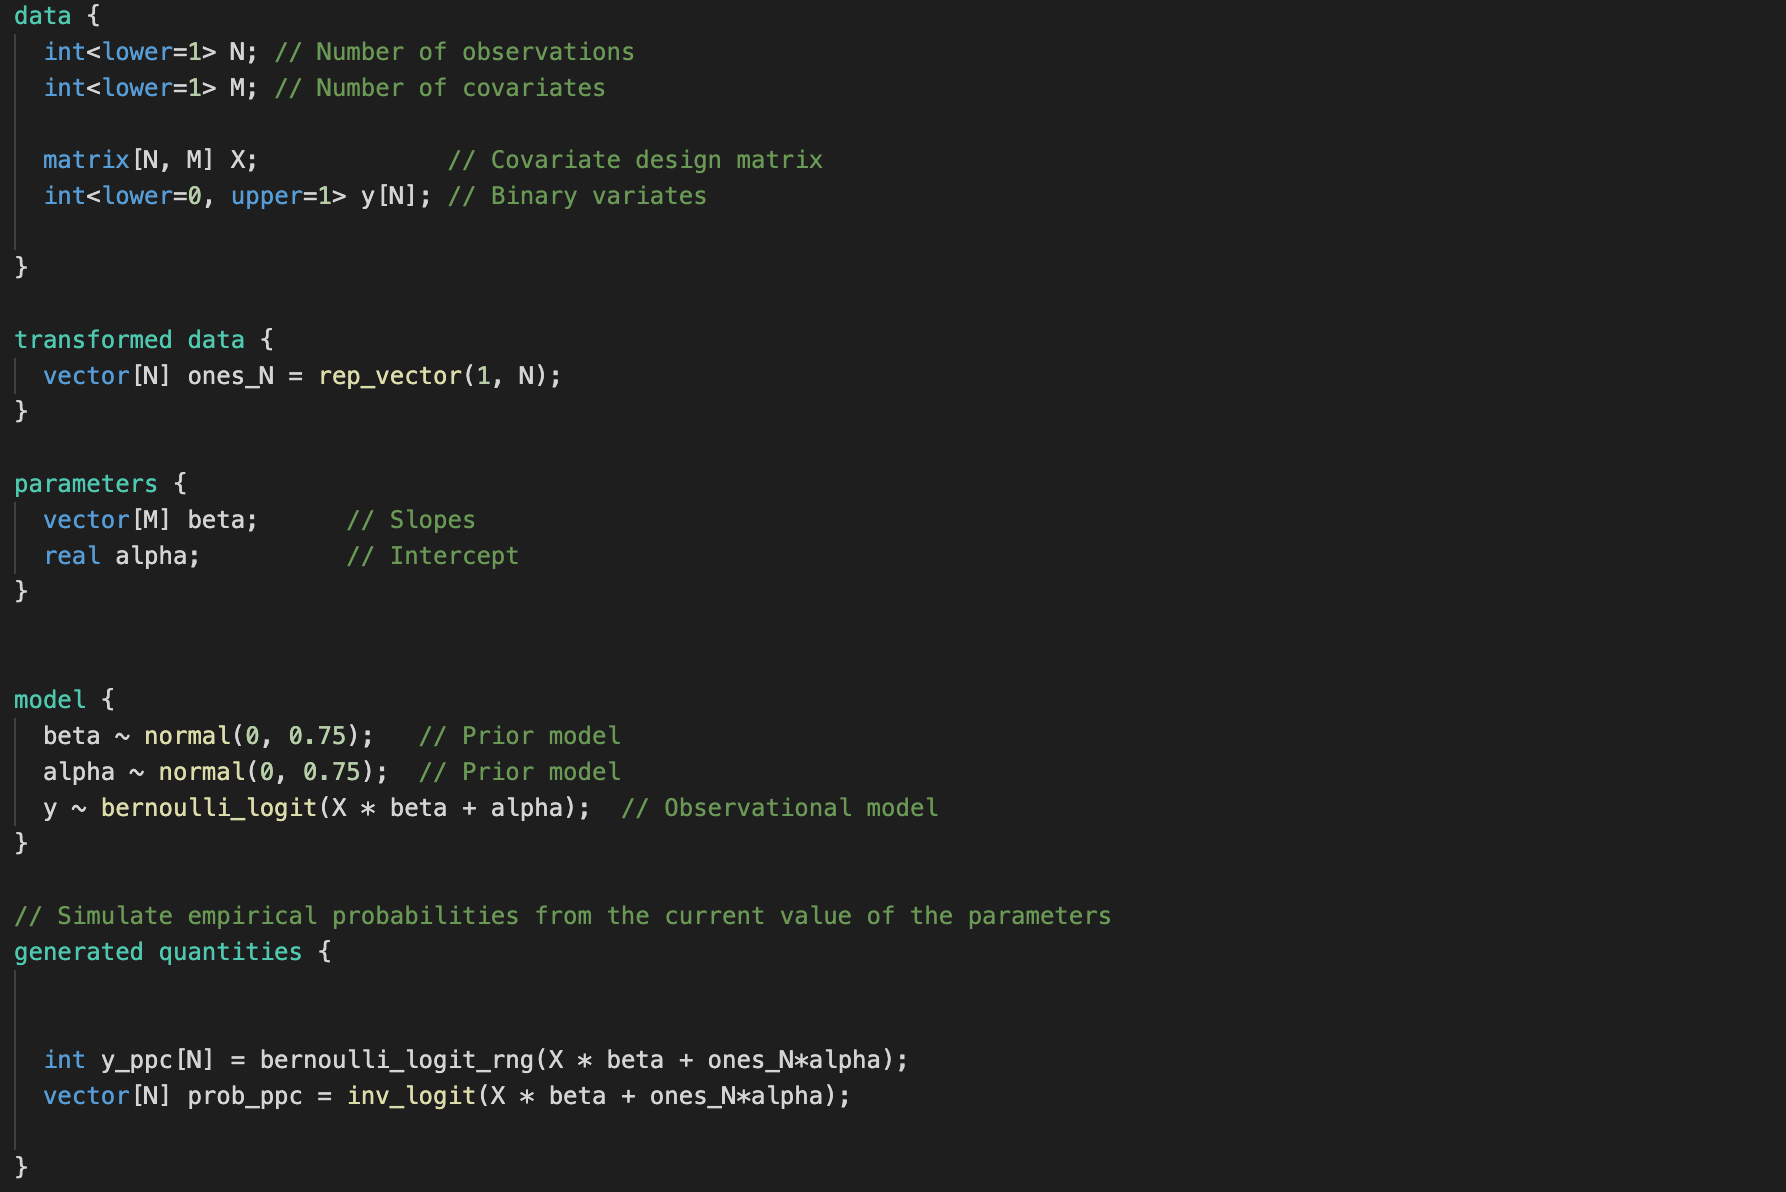 data {
  int<lower=1> N; // Number of observations
  int<lower=1> M; // Number of covariates
  matrix[N, M] X;             // Covariate design matrix
  int<lower=0, upper=1> y[N]; // Binary variates
}
transformed data {
  vector[N] ones_N = rep_vector(1, N);
}
parameters {
  vector[M] beta;      // Slopes
  real alpha;          // Intercept
}
model {
  beta ~ normal(0, 0.75);   // Prior model
  alpha ~ normal(0, 0.75);  // Prior model
  y ~ bernoulli_logit(X * beta + alpha);  // Observational model
}
// Simulate empirical probabilities from the current value of the parameters
generated quantities {
  int y_ppc[N] = bernoulli_logit_rng(X * beta + ones_N*alpha);
  vector[N] prob_ppc = inv_logit(X * beta + ones_N*alpha);
}